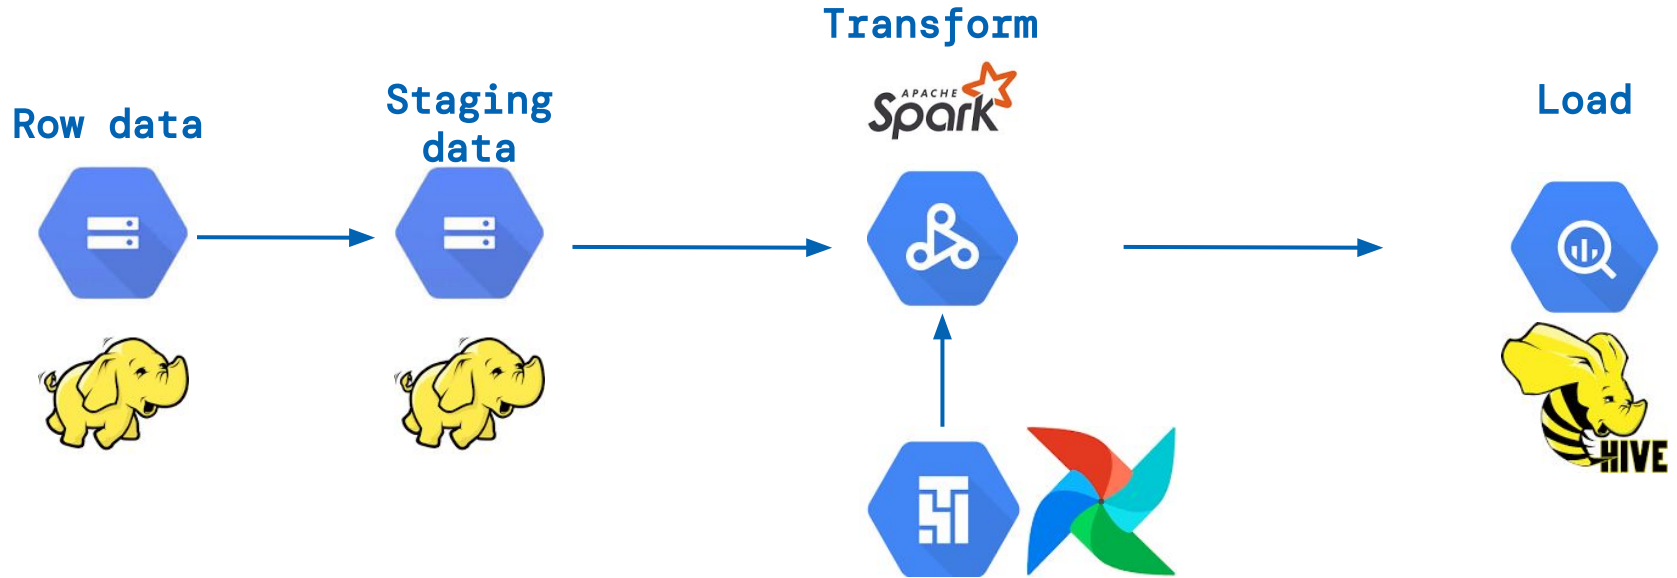 Transform
APACHE
Spark
Staging
data
Row data
Load
HIVE